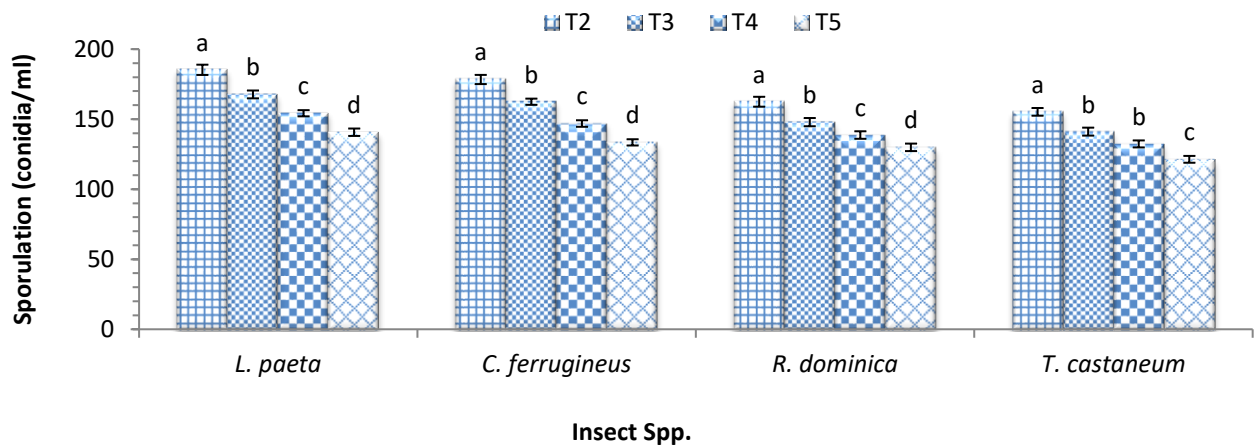 T2 T3 T4 T5
Sporulation (conidia/ml)
200
150
100
50
0
a b c d
a b c d
a b c d
a b b c
L. paeta C. ferrugineus R. dominica T. castaneum
Insect Spp.